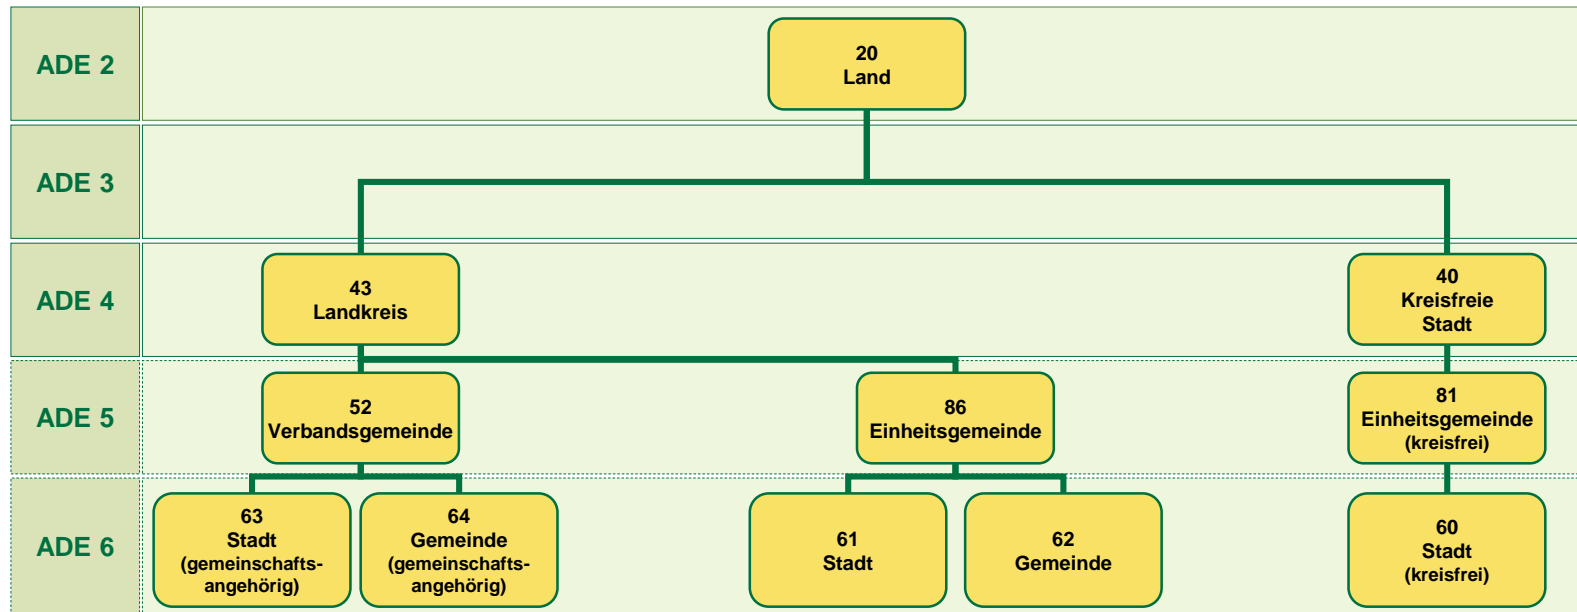 ADE 2
20
Land
ADE 3
ADE 4
43
Landkreis
40
Kreisfreie
Stadt
ADE 5
52
Verbandsgemeinde
86
Einheitsgemeinde
81
Einheitsgemeinde
(kreisfrei)
ADE 6
63
Stadt
(gemeinschafts-
angehörig)
64
Gemeinde
(gemeinschafts-
angehörig)
61
Stadt
62
Gemeinde
60
Stadt
(kreisfrei)